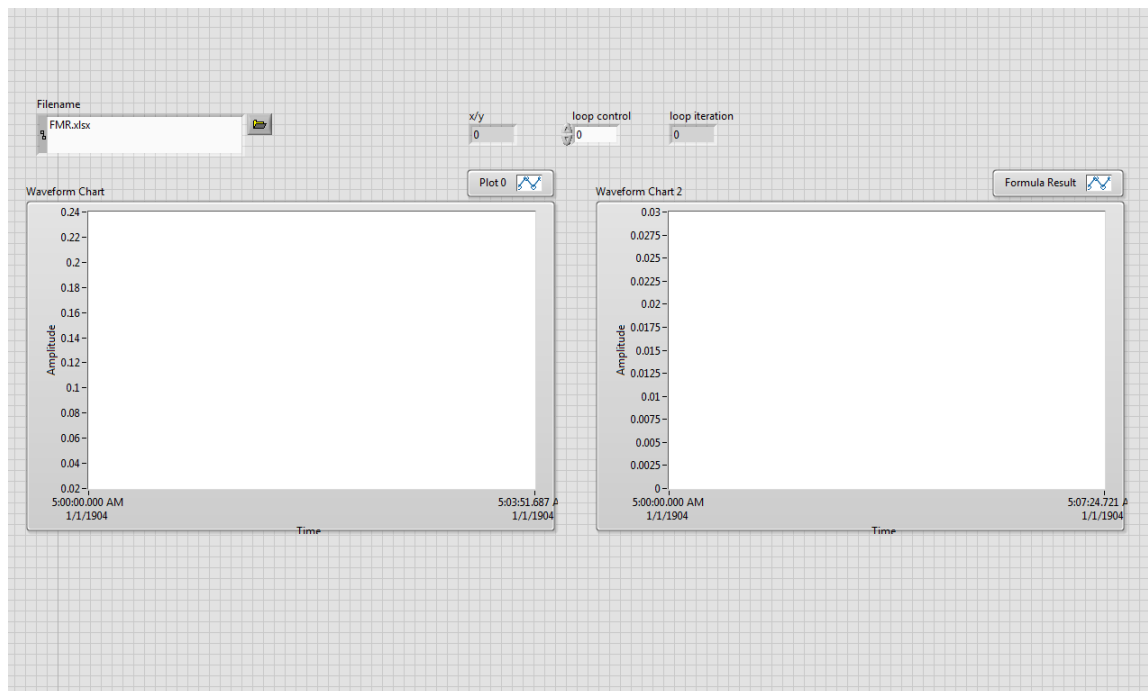 Filename
FMR.xlsx
x/y
0
loop control
0
loop iteration
0
Waveform Chart
Plot 0
0.24
0.22
0.2
0.18
0.16
0.14
0.12
0.1
0.08
0.06
0.04
0.02
Amplitude
5:00:00.000 AM
1/1/1904
5:03:51.687 A
1/1/1904
Time
Waveform Chart 2
Formula Result
0.03
0.0275
0.025
0.0225
0.02
0.0175
0.015
0.0125
0.01
0.0075
0.005
0.0025
0
Amplitude
5:00:00.000 AM
1/1/1904
5:07:24.721 A
1/1/1904
Time